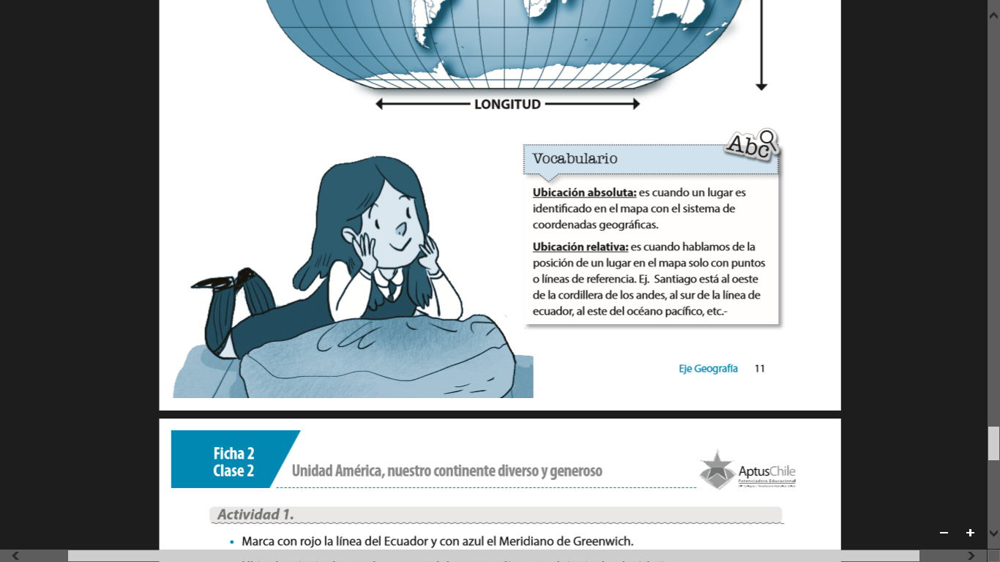 LONGITUD
Abc
Vocabulario
Ubicación absoluta: es cuando un lugar es
identificado en el mapa con el sistema de
coordenadas geográficas.
Ubicación relativa: es cuando hablamos de la
posición de un lugar en el mapa solo con puntos
o líneas de referencia. Ej. Santiago está al oeste
de la cordillera de los andes, al sur de la línea de
ecuador, al este del océano pacífico, etc.-
Eje Geografía 11
Ficha 2
Clase 2
Unidad América, nuestro continente diverso y generoso
AptusChile
Potenciadora Educacional
Actividad 1.
• Marca con rojo la línea del Ecuador y con azul el Meridiano de Greenwich.